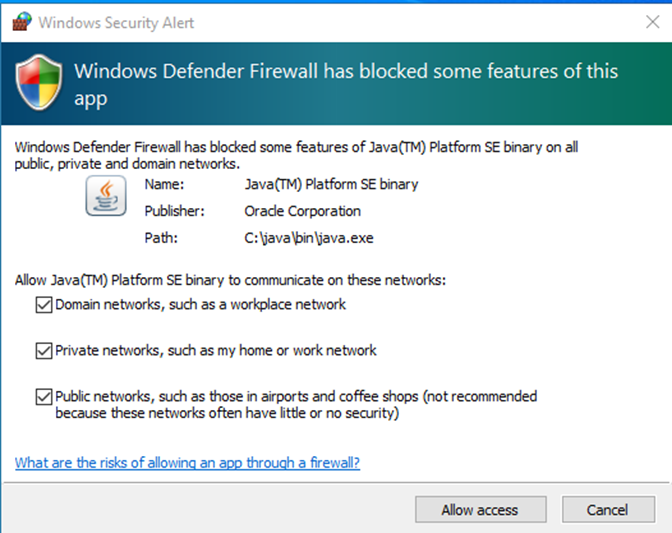 Windows Security Alert
Windows Defender Firewall has blocked some features of this
app
Windows Defender Firewall has blocked some features of Java(TM) Platform SE binary on all
public, private and domain networks.
Name: Java(TM) Platform SE binary
Publisher: Oracle Corporation
Path: C:\java\bin\java.exe
Allow Java(TM) Platform SE binary to communicate on these networks:
Domain networks, such as a workplace network
Private networks, such as my home or work network
Public networks, such as those in airports and coffee shops (not recommended
because these networks often have little or no security)
What are the risks of allowing an app through a firewall?
Allow access Cancel